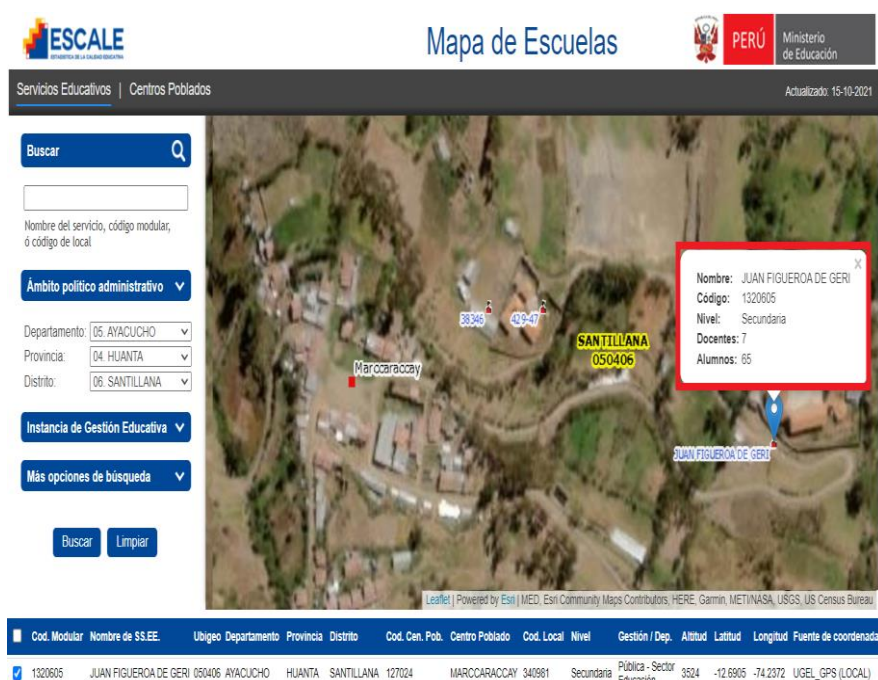 ESCALE
ESTADÍSTICA DE LA CALIDAD EDUCATIVA
Mapa de Escuelas
PERÚ
Ministerio
de Educación
Servicios Educativos | Centros Poblados
Actualizado: 15-10-2021
Buscar
Nombre del servicio, código modular,
ó código de local
Ámbito politico administrativo
Departamento: 05. AYACUCHO
Provincia: 04. HUANTA
Distrito: 06. SANTILLANA
Instancia de Gestión Educativa
Más opciones de búsqueda
Buscar Limpiar
38346
429-47
SANTILLANA
050406
Marccaraccay
x
Nombre: JUAN FIGUEROA DE GERI
Código: 1320605
Nivel: Secundaria
Docentes: 7
Alumnos: 65
JUAN FIGUEROA DE GERI
Leaflet | Powered by Esri | MED, Esri Community Maps Contributors, HERE, Garmin, METI/NASA, USGS, US Census Bureau
Cod. Modular Nombre de SS.EE. Ubigeo Departamento Provincia Distrito Cod. Cen. Pob. Centro Poblado Cod. Local Nivel Gestión / Dep. Altitud Latitud Longitud Fuente de coordenada
1320605 JUAN FIGUEROA DE GERI 050406 AYACUCHO HUANTA SANTILLANA 127024 MARCCARACCAY 340981 Secundaria Pública - Sector Educación 3524 -12.6905 -74.2372 UGEL_GPS (LOCAL)